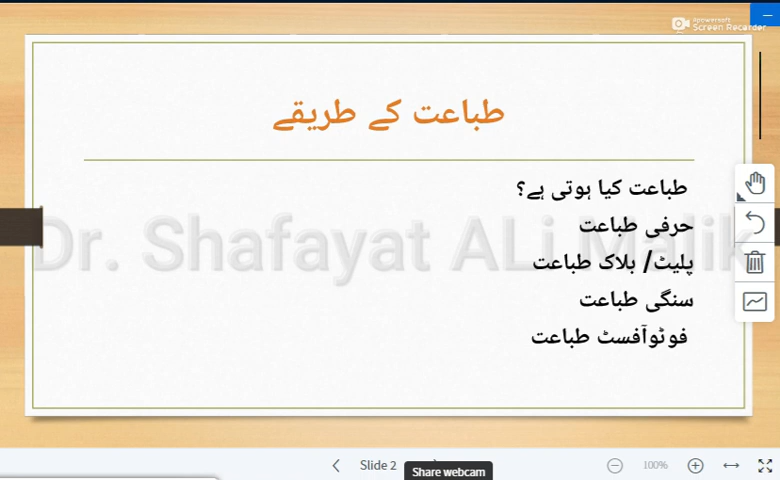 Apowersoft
Screen Recorder
طباعت کے طریقے
طباعت کیا ہوتی ہے؟
حرفی طباعت
پلیٹ/ بلاک طباعت
سنگی طباعت
فوٹوآفسٹ طباعت
Dr. Shafayat ALi Malik
Slide 2
Share webcam
100%